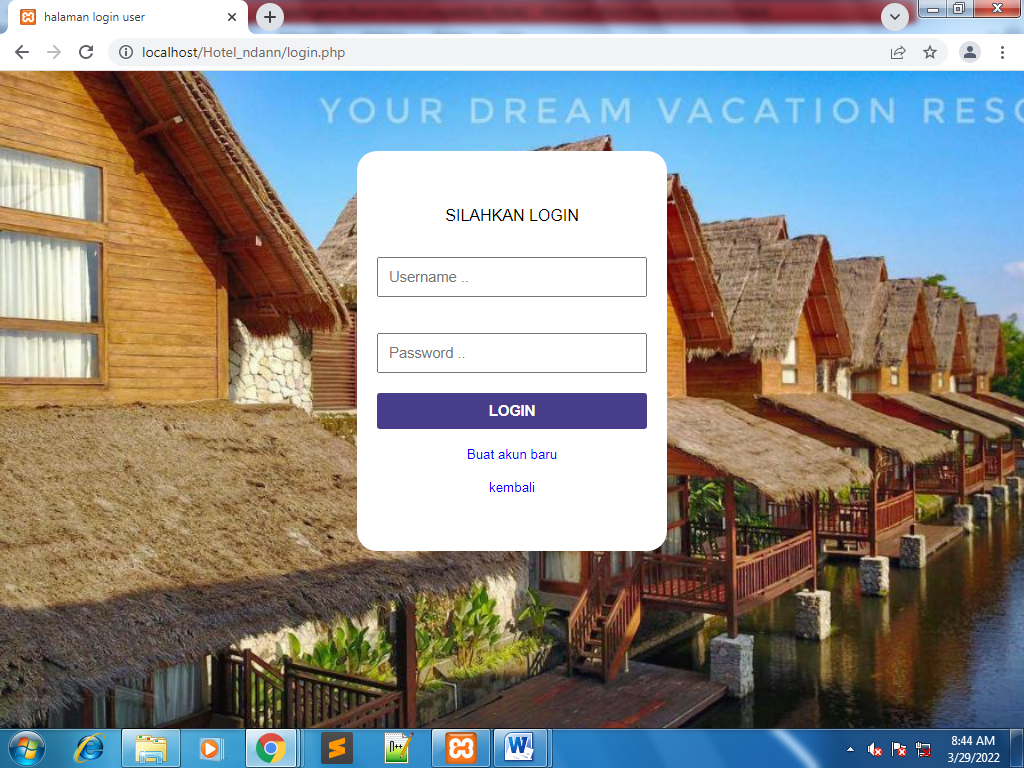 halaman login user
localhost/Hotel_ndann/login.php
YOUR DREAM VACATION RESO
SILAHKAN LOGIN
Username ..
Password ..
LOGIN
Buat akun baru
kembali
8:44 AM
3/29/2022